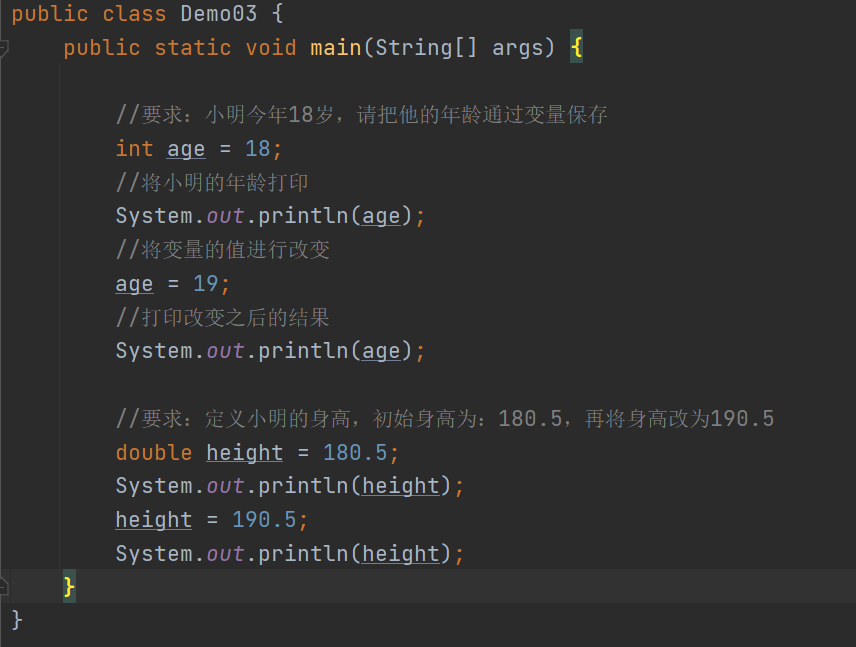 public class Demo03 {
    public static void main(String[] args) {
        //要求：小明今年18岁，请把他的年龄通过变量保存
        int age = 18;
        //将小明的年龄打印
        System.out.println(age);
        //将变量的值进行改变
        age = 19;
        //打印改变之后的结果
        System.out.println(age);
        //要求：定义小明的身高，初始身高为：180.5，再将身高改为190.5
        double height = 180.5;
        System.out.println(height);
        height = 190.5;
        System.out.println(height);
    }
}